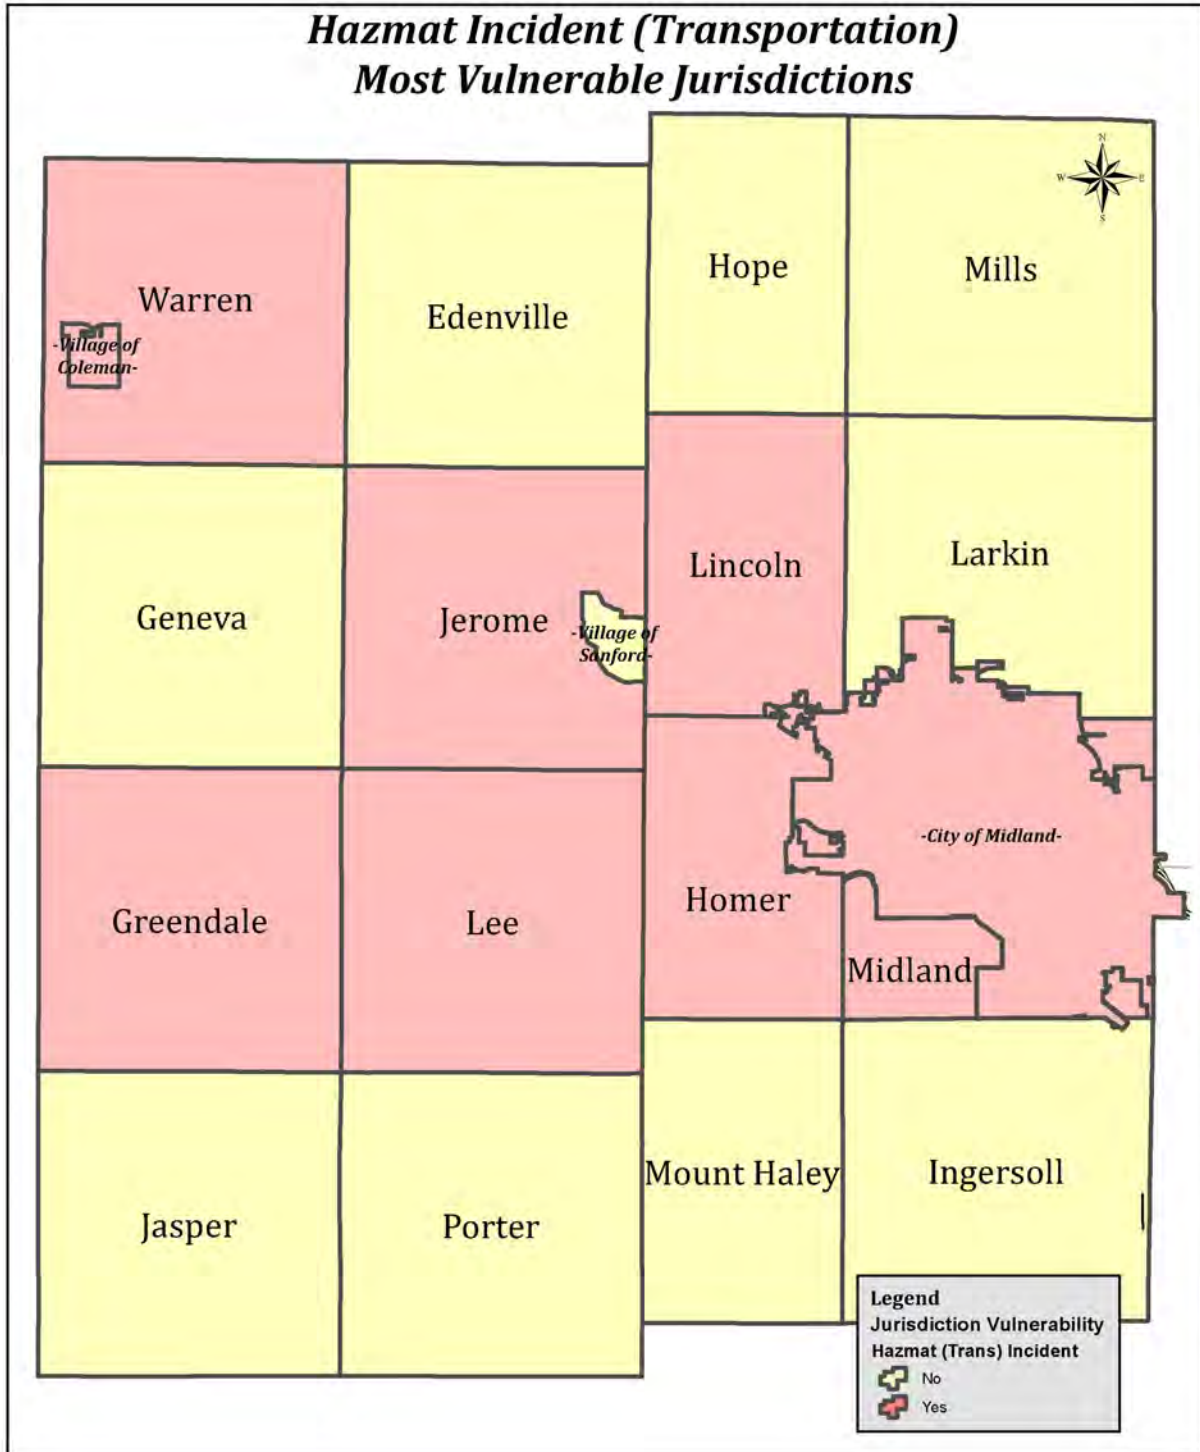 Hazmat Incident (Transportation)
Most Vulnerable Jurisdictions
N
W
E
S
Hope
Mills
Warren
Edenville
-Village of
Coleman-
Lincoln
Larkin
Geneva
Jerome
-Village of
Sanford-
-City of Midland-
Greendale
Lee
Homer
Midland
Mount Haley
Ingersoll
Jasper
Porter
Legend
Jurisdiction Vulnerability
Hazmat (Trans) Incident
No
Yes